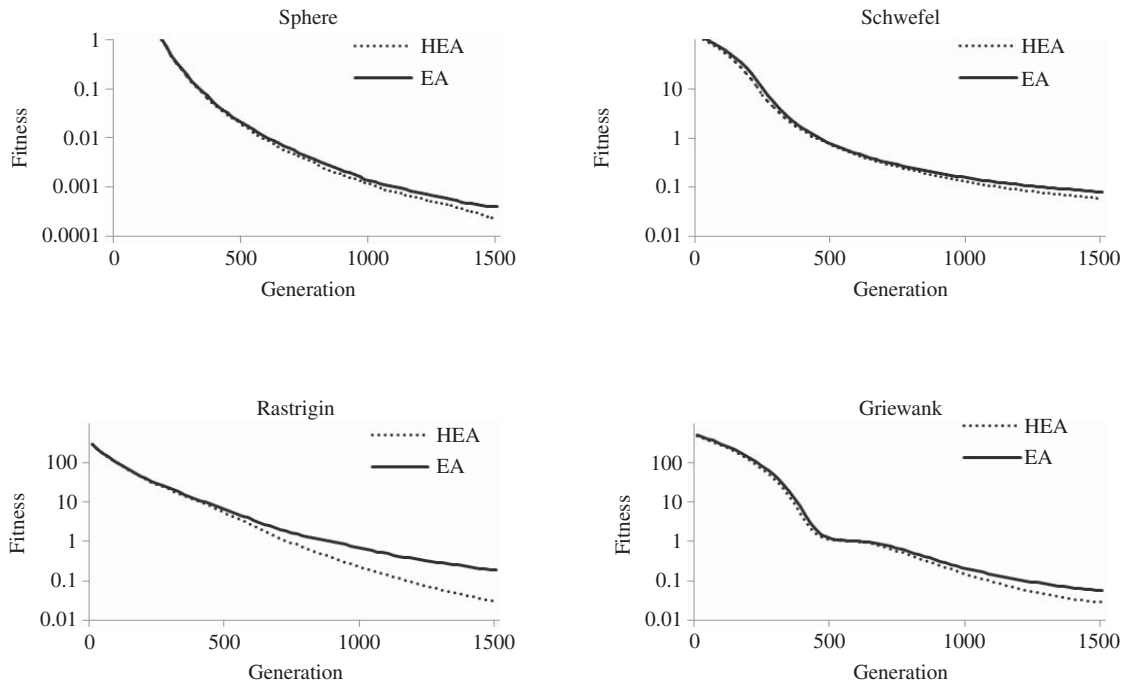 Sphere
HEA
EA
1
0.1
0.01
0.001
0.0001
Fitness
0
500
1000
1500
Generation
Schwefel
HEA
EA
10
1
0.1
0.01
Fitness
0
500
1000
1500
Generation
Rastrigin
HEA
EA
100
10
1
0.1
0.01
Fitness
0
500
1000
1500
Generation
Griewank
HEA
EA
100
10
1
0.1
0.01
Fitness
0
500
1000
1500
Generation